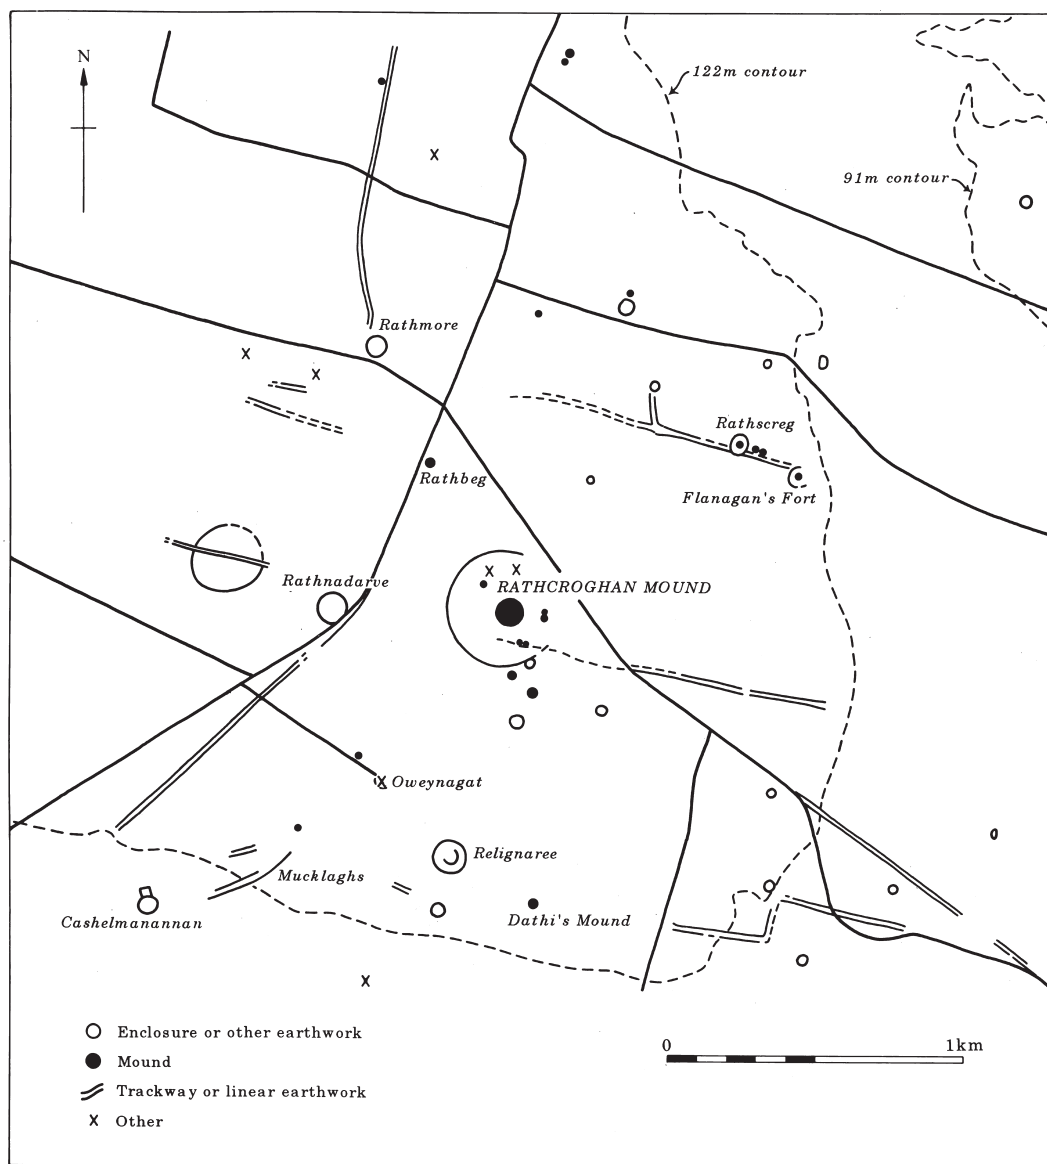 N
122m contour
91m contour
Rathmore
Rathscreg
Rathbeg
Flanagan's Fort
Rathnadarve
RATHCROGHAN MOUND
Oweynagat
Relignaree
Mucklaghs
Cashelmanannan
Dathi's Mound
Enclosure or other earthwork
0 1km
Mound
Trackway or linear earthwork
Other